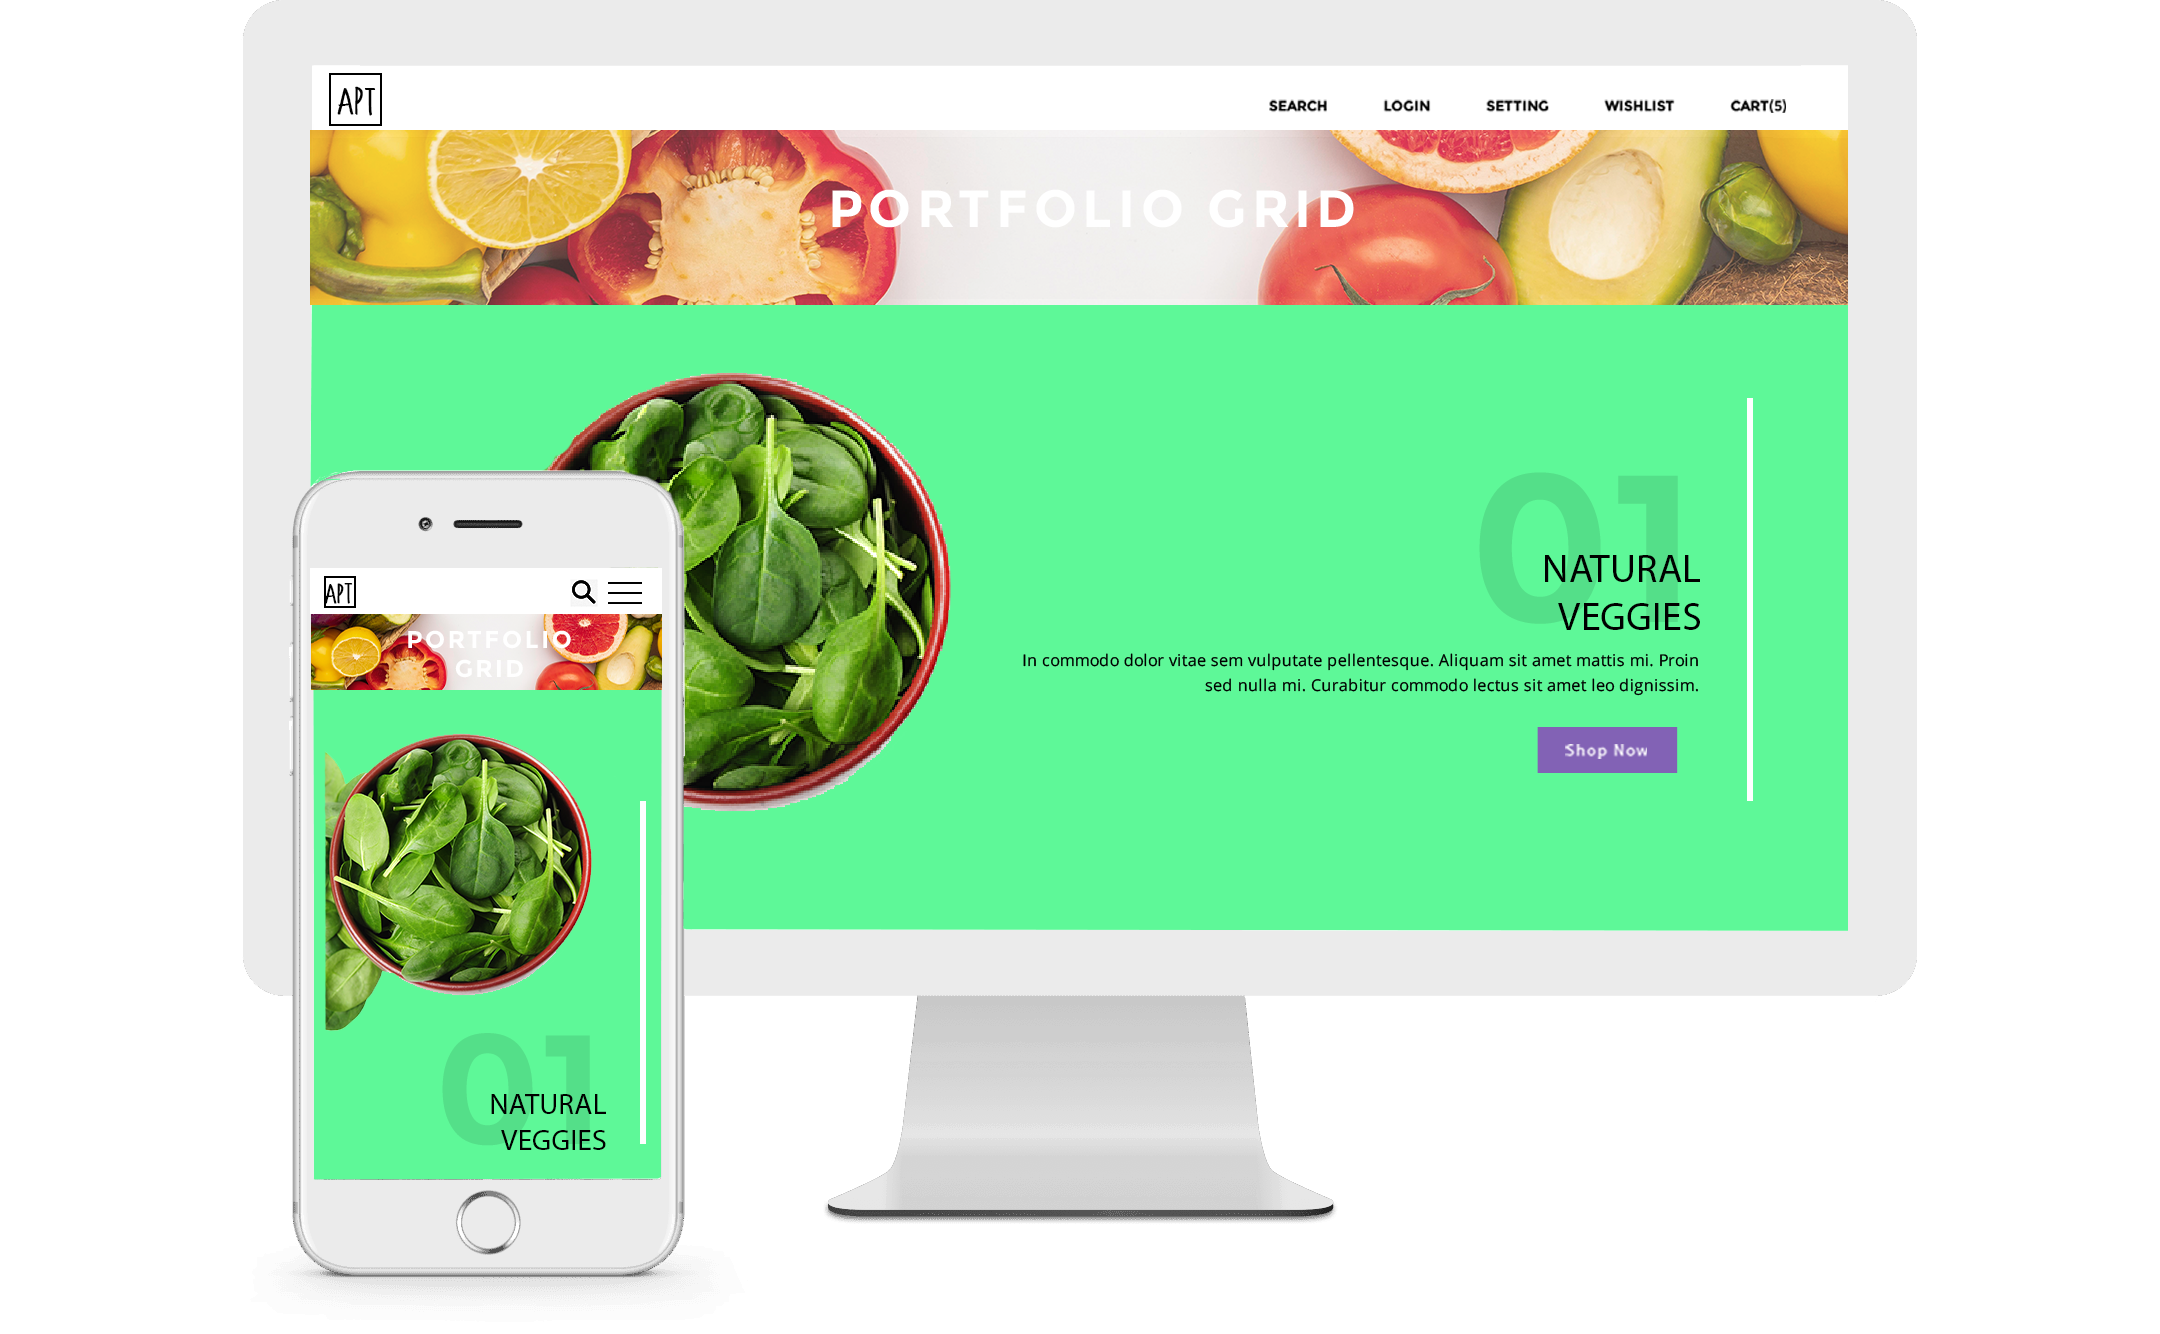 APT
SEARCH LOGIN SETTING WISHLIST CART(5)
PORTFOLIO GRID
01
NATURAL
VEGGIES
In commodo dolor vitae sem vulputate pellentesque. Aliquam sit amet mattis mi. Proin
sed nulla mi. Curabitur commodo lectus sit amet leo dignissim.
Shop Now
APT
PORTFOLIO
GRID
01
NATURAL
VEGGIES